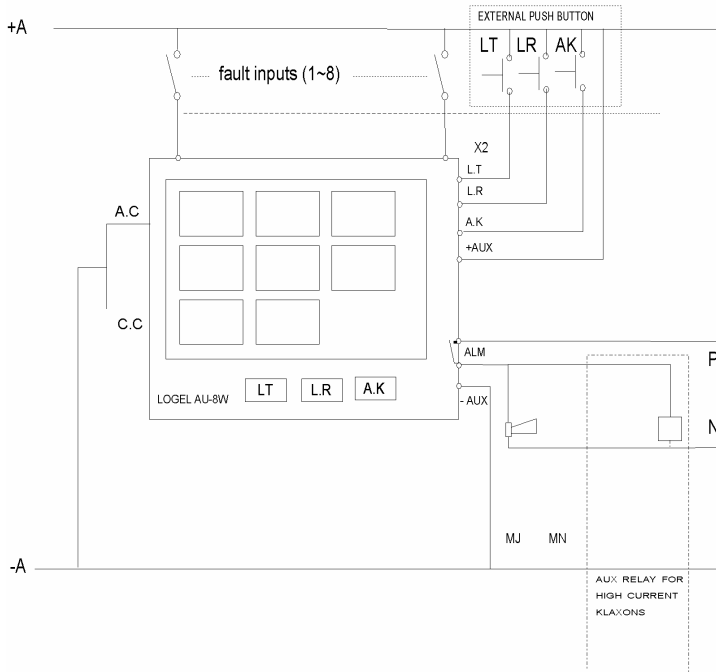 EXTERNAL PUSH BUTTON
+A
LT LR AK
fault inputs (1~8)
X2
L.T
L.R
A.K
+AUX
A.C
C.C
ALM
P
- AUX
LOGEL AU-8W
LT
L.R
A.K
N
MJ MN
-A
AUX RELAY FOR
HIGH CURRENT
KLAXONS